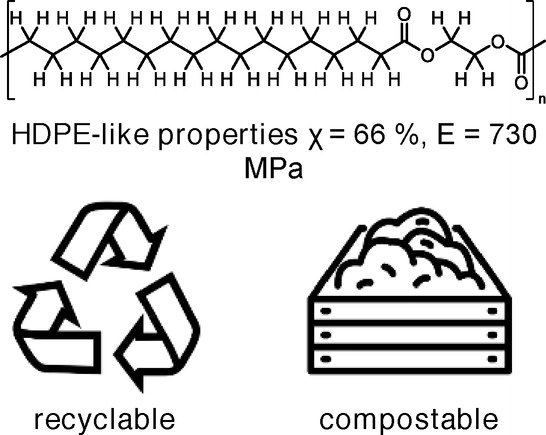 H H H H H H H H H H H H H H H H O H H
O O
H H H H H H H H H H H H H H H H H H O
n
HDPE-like properties χ = 66 %, E = 730
MPa
recyclable
compostable